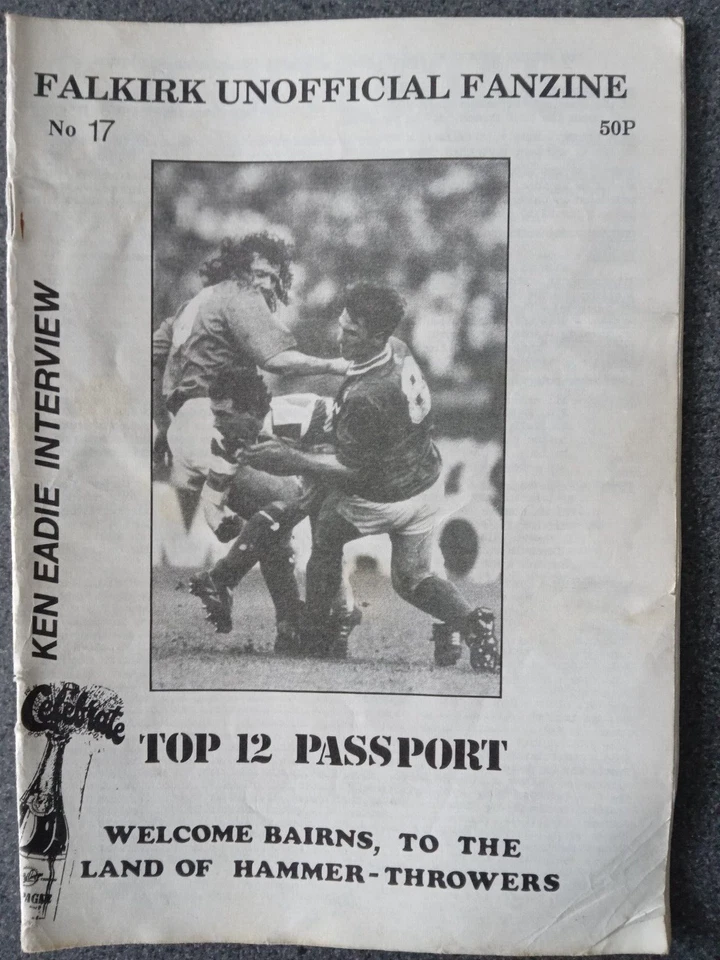 FALKIRK UNOFFICIAL FANZINE
No 17
50P
KEN EADIE INTERVIEW
8
Celebrate
TOP 12 PASSPORT
WELCOME BAIRNS, TO THE
LAND OF HAMMER-THROWERS